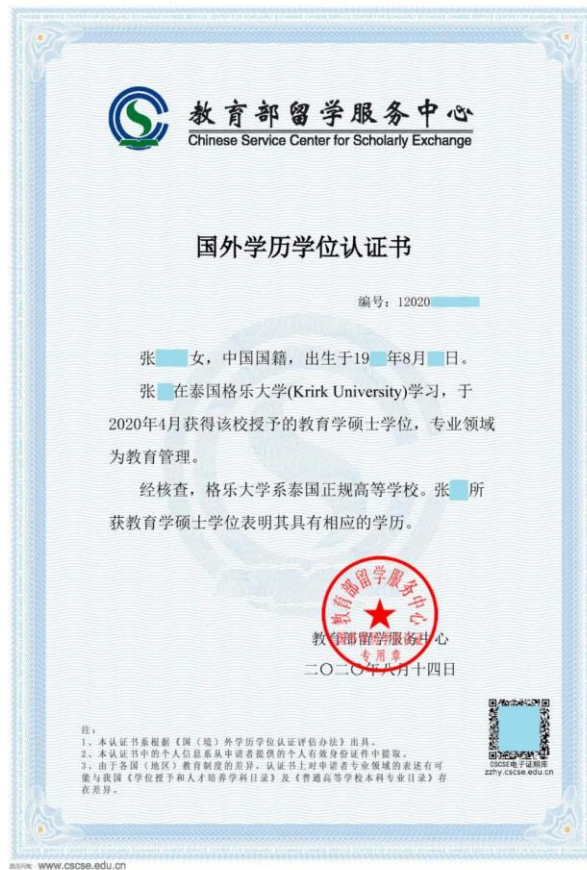 教育部留学服务中心
Chinese Service Center for Scholarly Exchange
国外学历学位认证书
编号：12020
张 女，中国国籍，出生于19 年8月 日。
张 在泰国格乐大学(Krirk University)学习，于
2020年4月获得该校授予的教育学硕士学位，专业领域
为教育管理。
经核查，格乐大学系泰国正规高等学校。张 所
获教育学硕士学位表明其具有相应的学历。
教育部留学服务中心
专用章
教育部留学服务中心
二〇二〇年八月十四日
注：
1、本认证书系根据《国（境）外学历学位认证评估办法》出具。
2、本认证书中的个人信息系从申请者提供的个人有效身份证件中提取。
3、由于各国（地区）教育制度的差异，认证书上对申请者专业领域的表述有可
能与我国《学位授予和人才培养学科目录》及《普通高等学校本科专业目录》存
在差异。
CSCSE电子证照库
zzhy.cscse.edu.cn
www.cscse.edu.cn